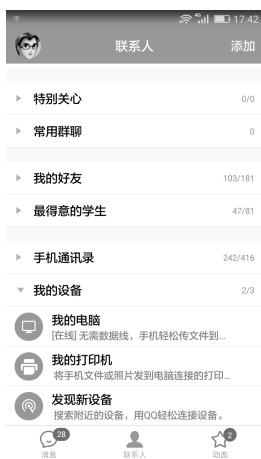 4G 17:42
联系人 添加
特别关心 0/0
常用群聊 0
我的好友 103/181
最得意的学生 47/81
手机通讯录 242/416
我的设备 2/3
我的电脑
[在线]无需数据线，手机轻松传文件到...
我的打印机
将手机文件或照片发到电脑连接的打印...
发现新设备
搜索附近的设备，用QQ轻松连接设备。
28 2
消息 联系人 动态